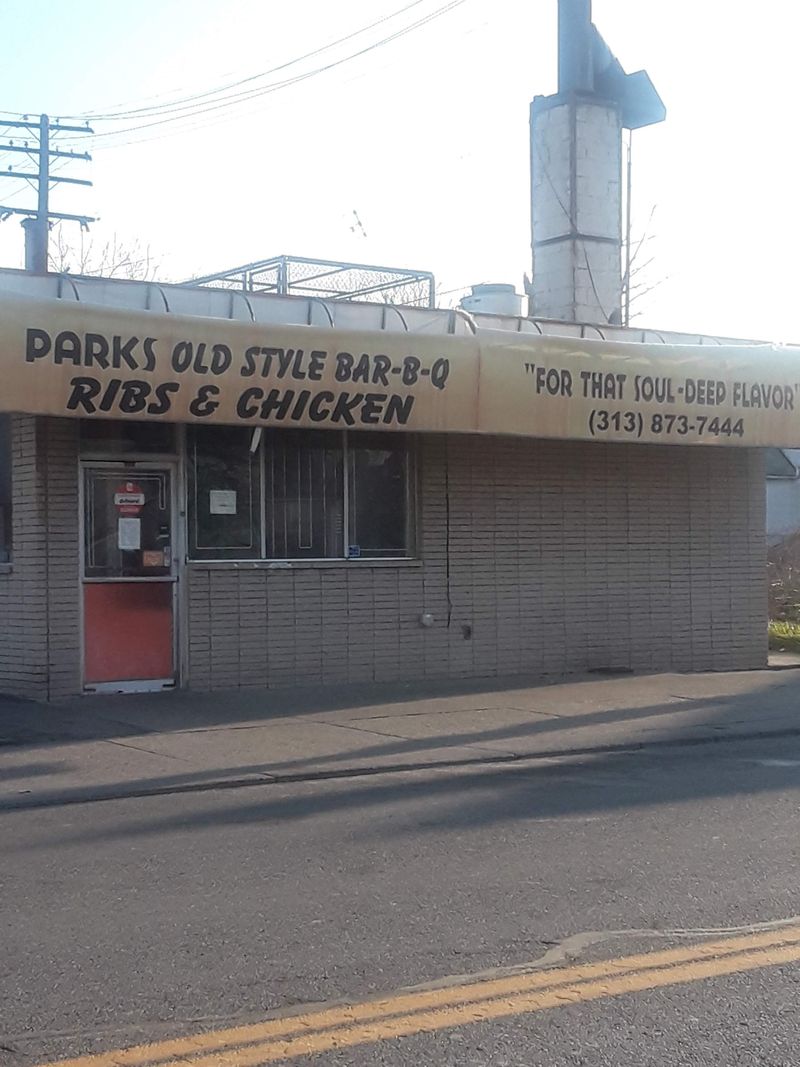 PARKS OLD STYLE BAR-B-Q
RIBS & CHICKEN
"FOR THAT SOUL-DEEP FLAVOR"
(313) 873-7444